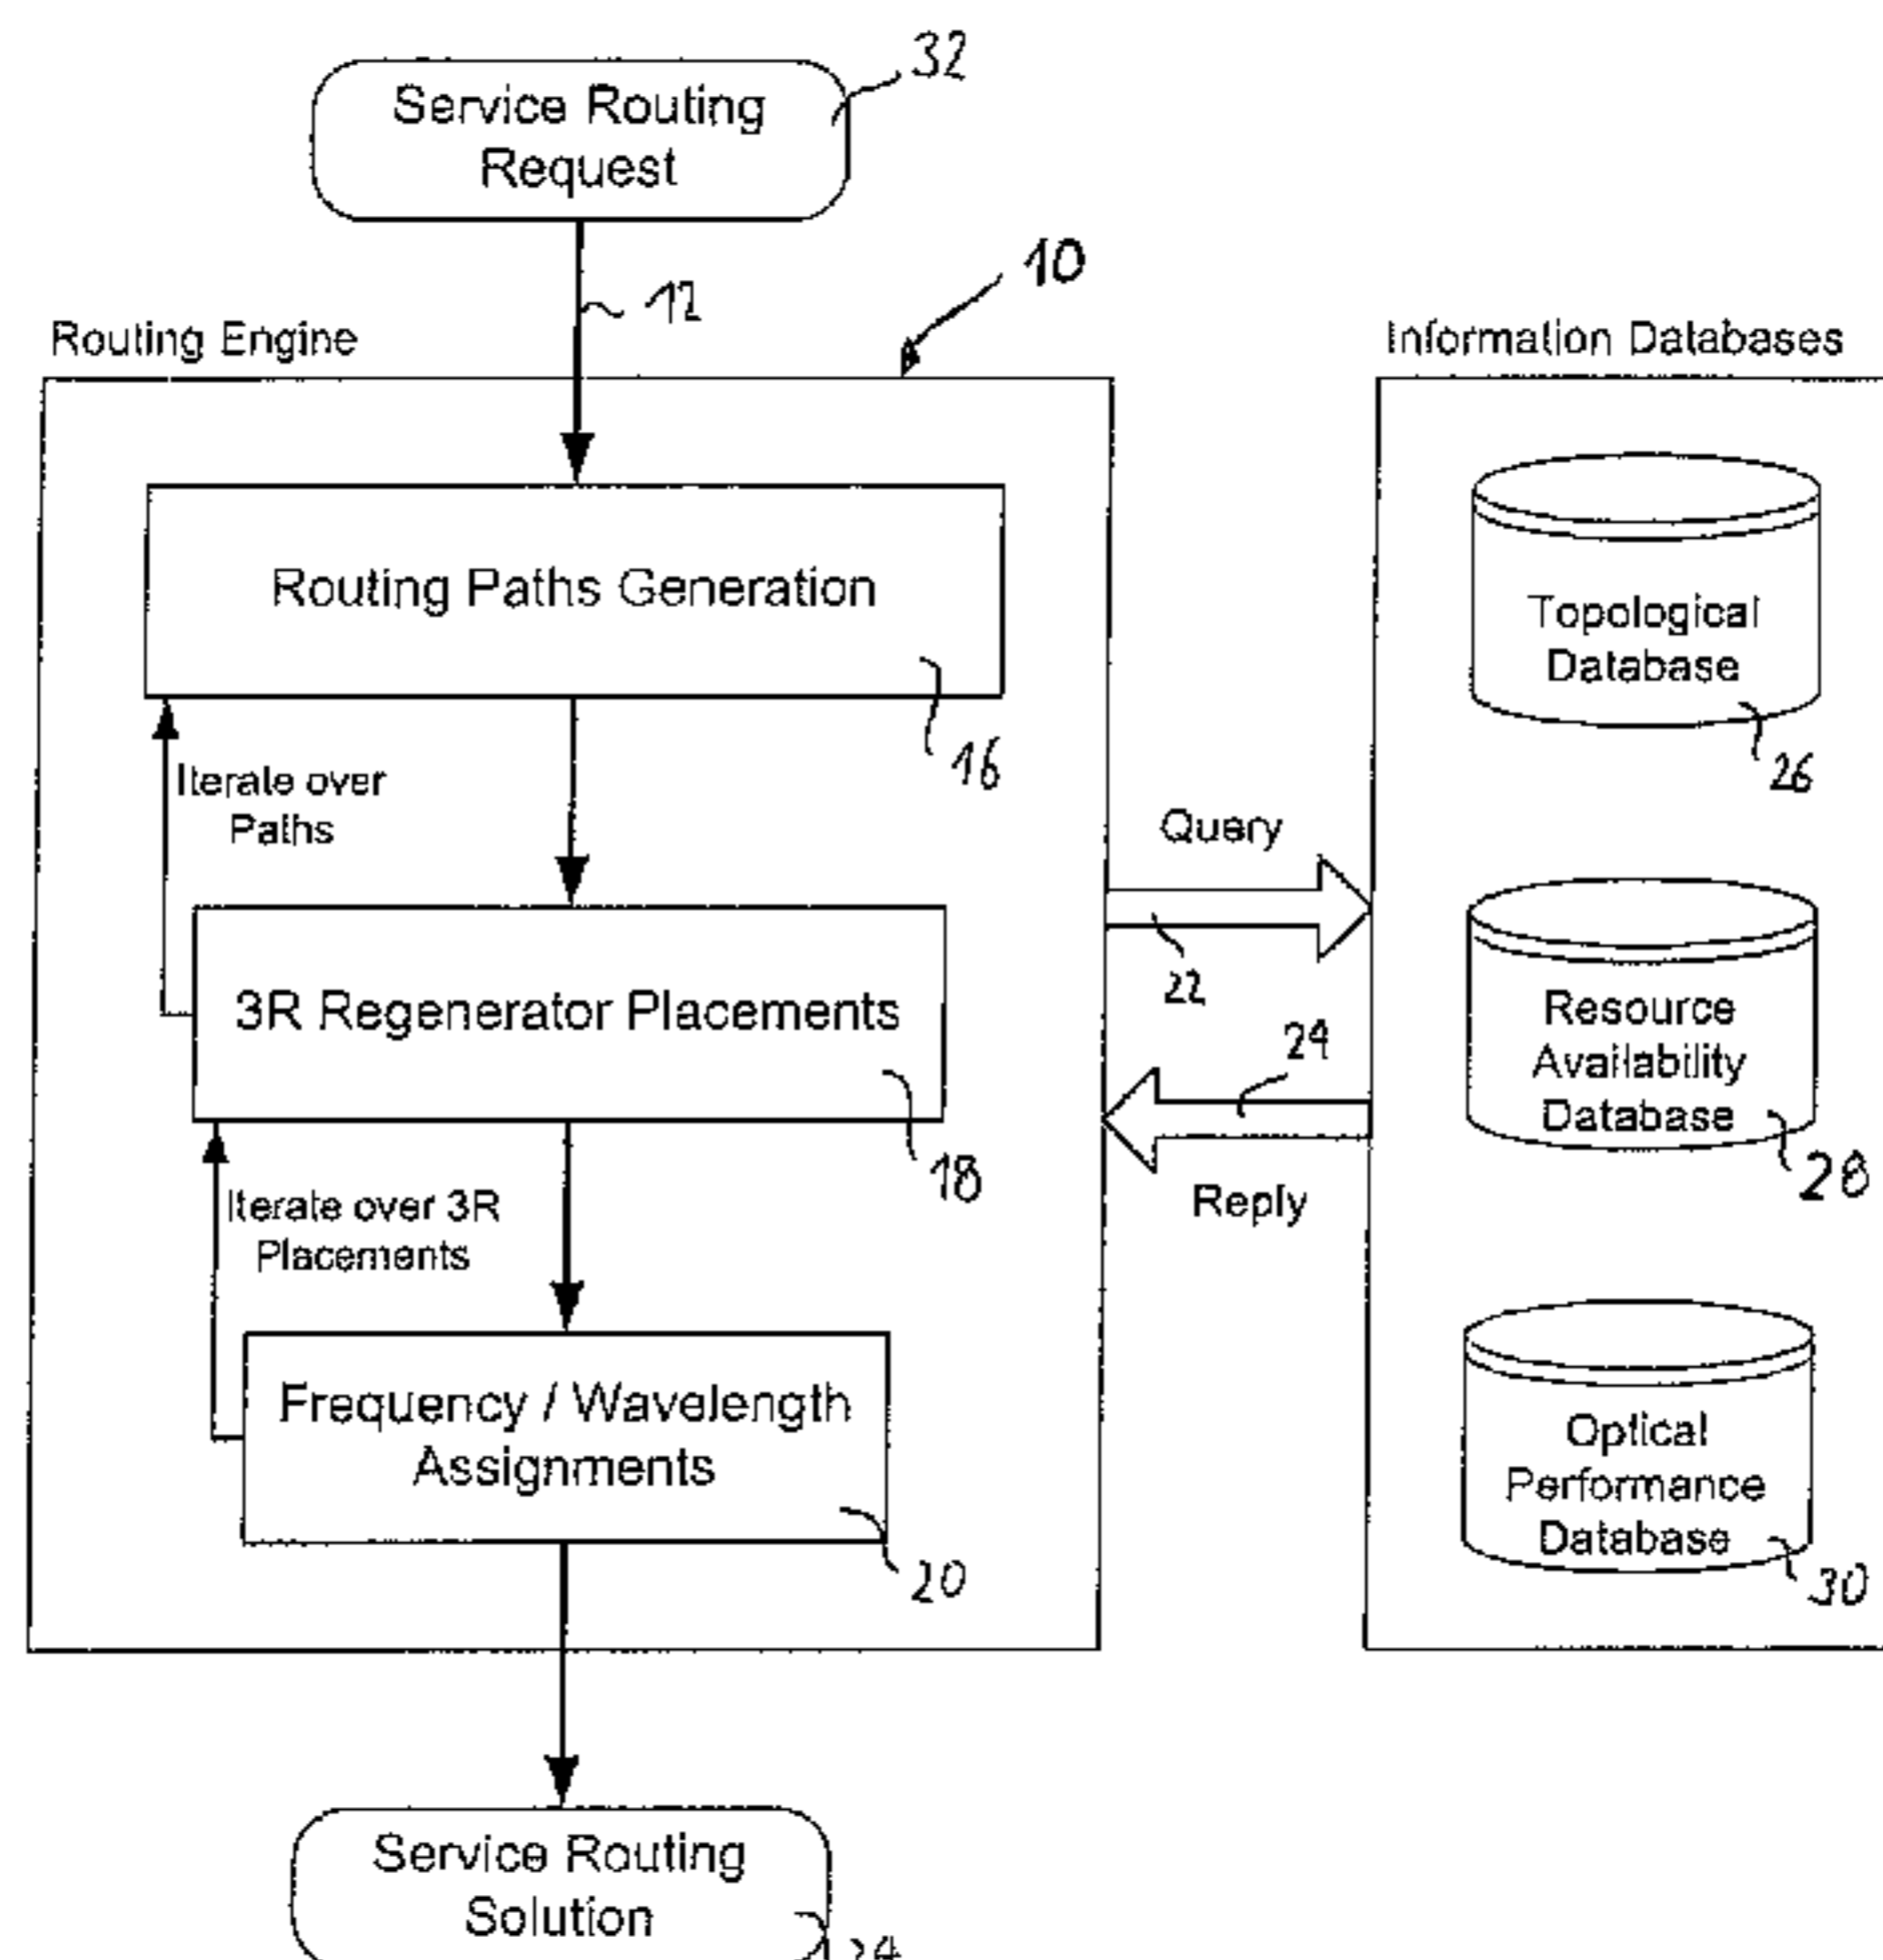 Service Routing
Request
32
12
10
Routing Engine
Information Databases
Routing Paths Generation
16
Topological
Database
26
Iterate over
Paths
Query
22
3R Regenerator Placements
18
Resource
Availability
Database
28
24
Reply
Iterate over 3R
Placements
Frequency / Wavelength
Assignments
20
Optical
Performance
Database
30
Service Routing
Solution